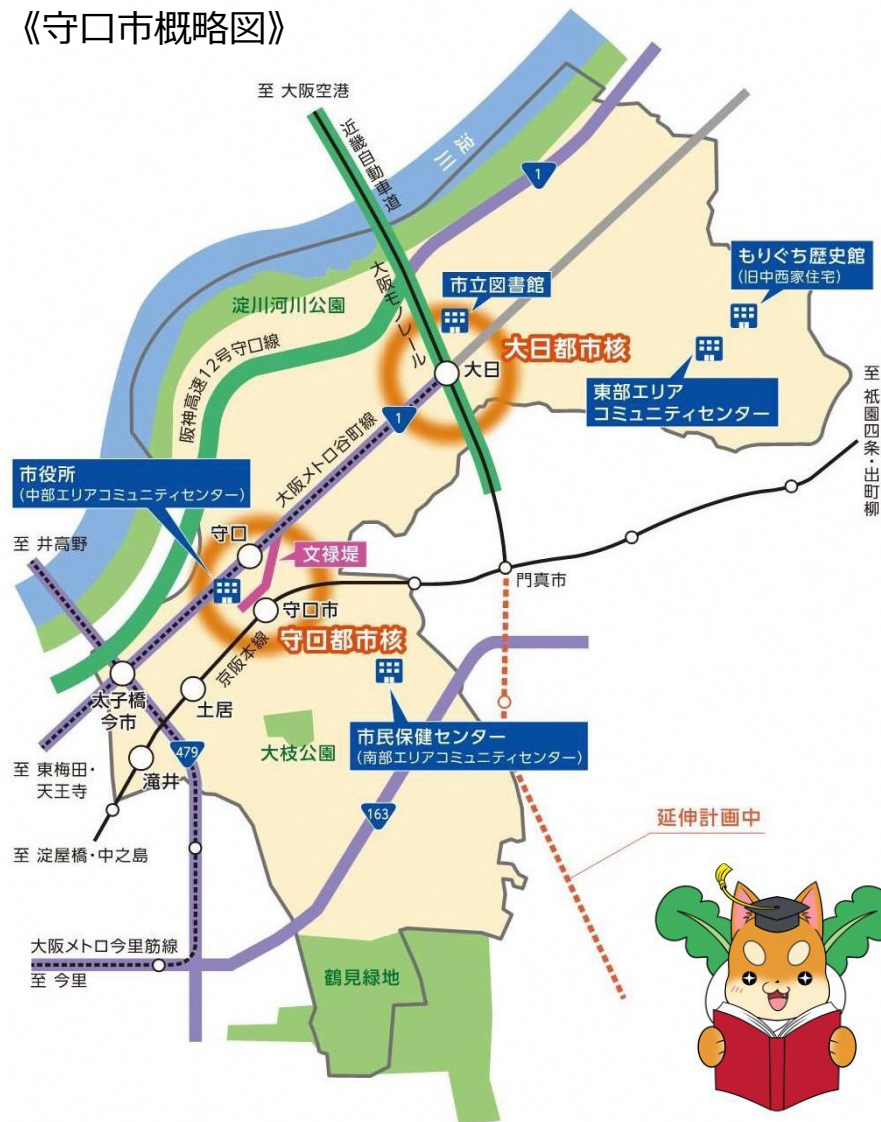 《守口市概略図》
至 大阪空港
近畿自動車道
淀川
1
もりぐち歴史館
(旧中西家住宅)
市立図書館
淀川河川公園
大阪モノレール
大日都市核
大日
東部エリア
コミュニティセンター
阪神高速12号守口線
至 祇園四条・出町柳
1
大阪メトロ谷町線
市役所
(中部エリアコミュニティセンター)
守口
文禄堤
至 井高野
門真市
守口市
守口都市核
京阪本線
太子橋
今市
土居
市民保健センター
(南部エリアコミュニティセンター)
大枝公園
479
滝井
至 東梅田・
天王寺
163
延伸計画中
至 淀屋橋・中之島
大阪メトロ今里筋線
至 今里
鶴見緑地